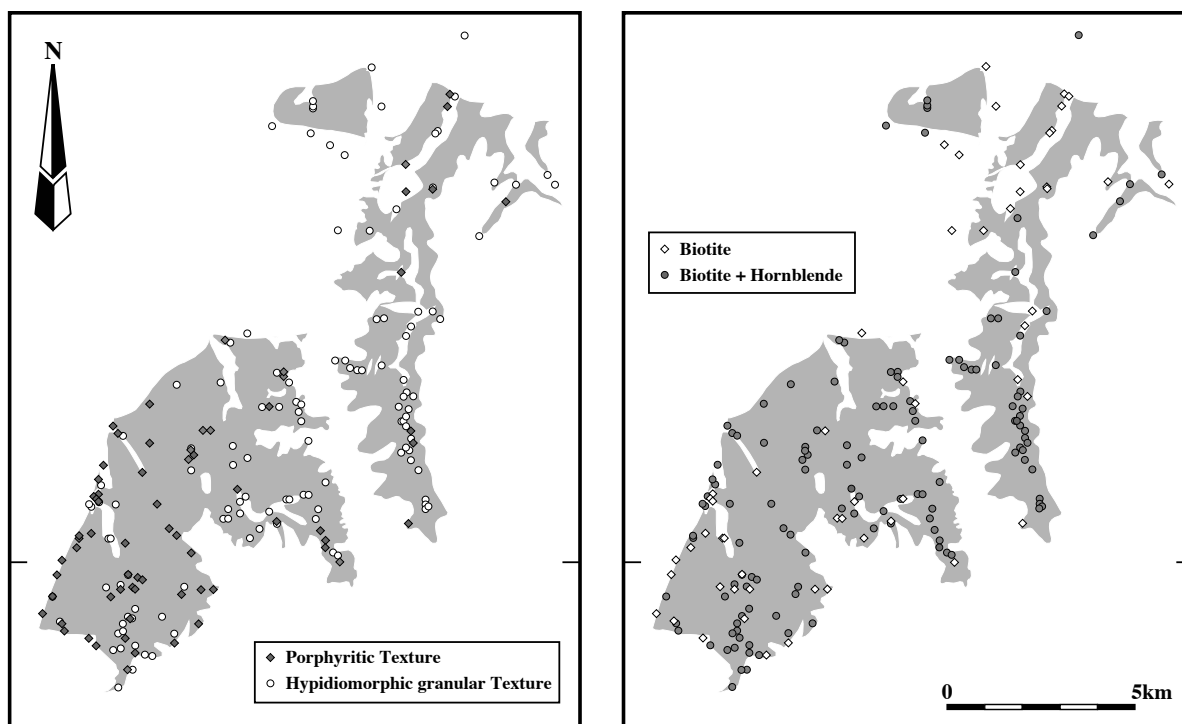 N
Porphyritic Texture
Hypidiomorphic granular Texture
Biotite
Biotite + Hornblende
0 5km